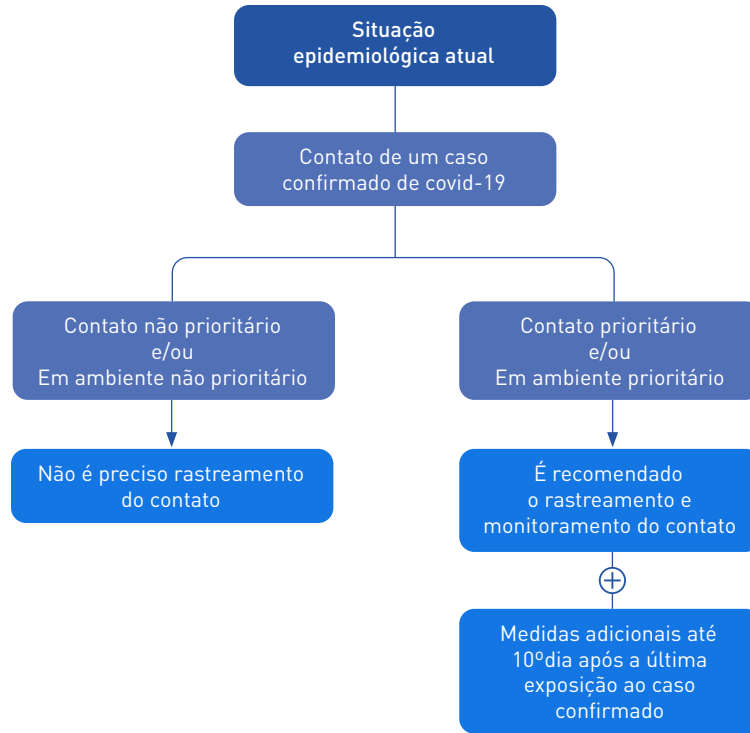 Situação
epidemiológica atual
Contato de um caso
confirmado de covid-19
Contato não prioritário
e/ou
Em ambiente não prioritário
Contato prioritário
e/ou
Em ambiente prioritário
Não é preciso rastreamento
do contato
É recomendado
o rastreamento e
monitoramento do contato
Medidas adicionais até
10ºdia após a última
exposição ao caso
confirmado